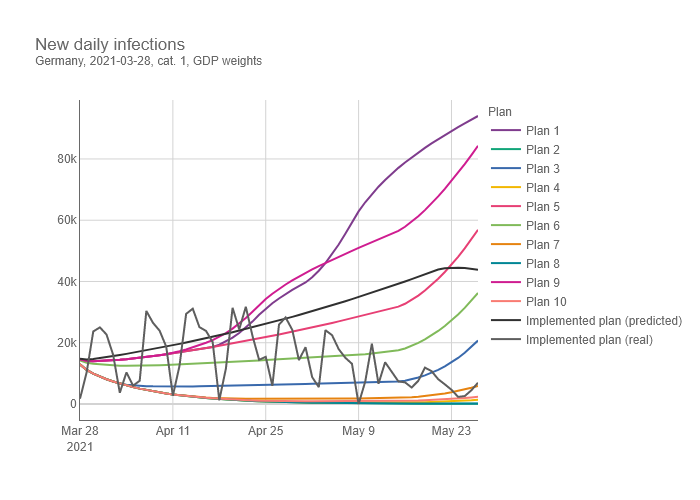 New daily infections
Germany, 2021-03-28, cat. 1, GDP weights
Plan
Plan 1
Plan 2
Plan 3
Plan 4
Plan 5
Plan 6
Plan 7
Plan 8
Plan 9
Plan 10
Implemented plan (predicted)
Implemented plan (real)
80k
60k
40k
20k
0
Mar 28
2021
Apr 11
Apr 25
May 9
May 23